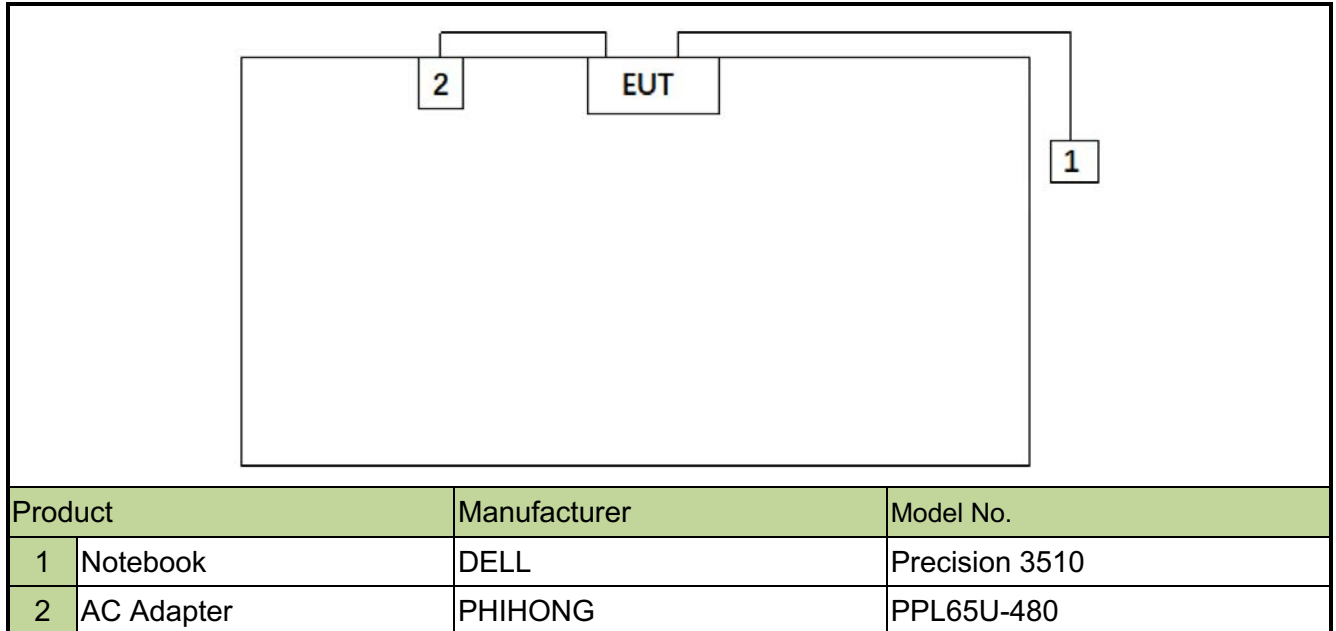 2 EUT
1
Product Manufacturer Model No.
1 Notebook DELL Precision 3510
2 AC Adapter PHIHONG PPL65U-480